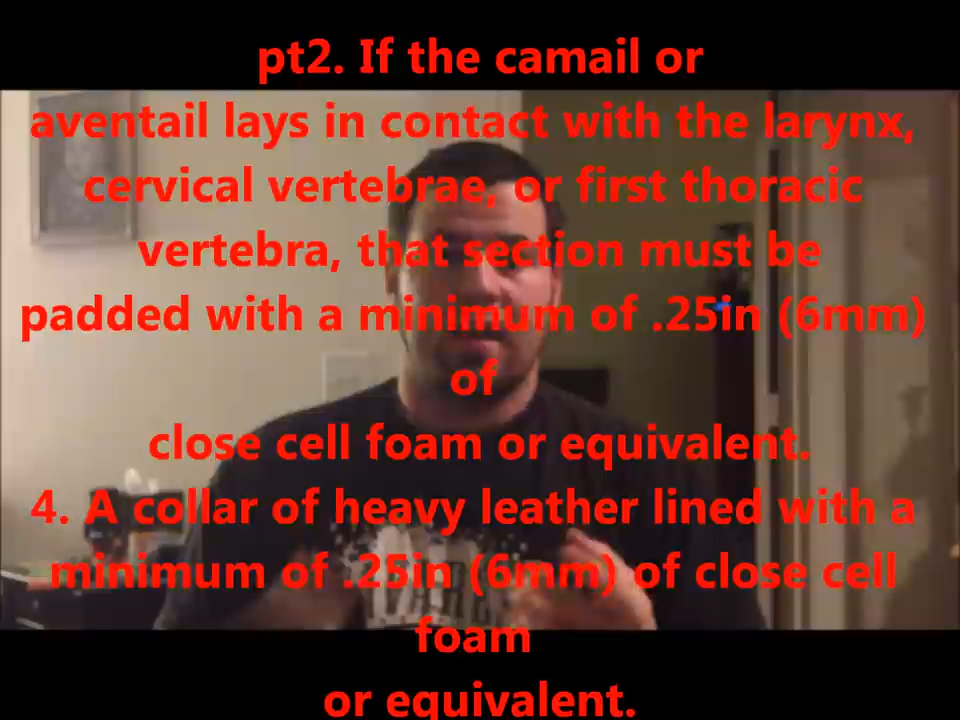 pt2. If the camail or
aventail lays in contact with the larynx,
cervical vertebrae, or first thoracic
vertebra, that section must be
padded with a minimum of .25in (6mm)
of
close cell foam or equivalent.
4. A collar of heavy leather lined with a
minimum of .25in (6mm) of close cell
foam
or equivalent.